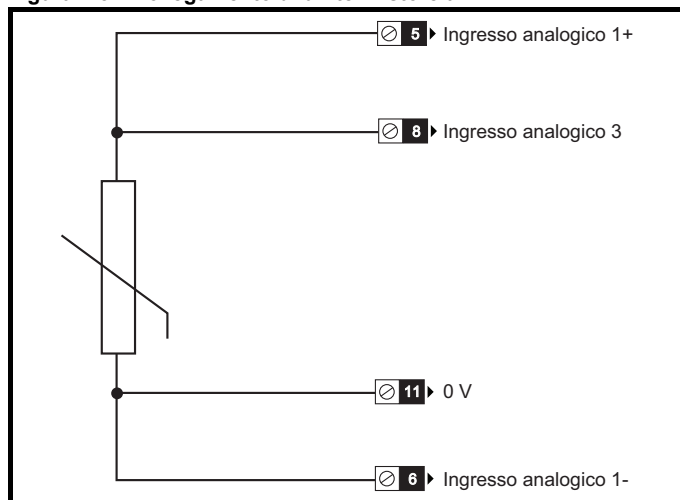 5 Ingresso analogico 1+
8 Ingresso analogico 3
11 0 V
6 Ingresso analogico 1-